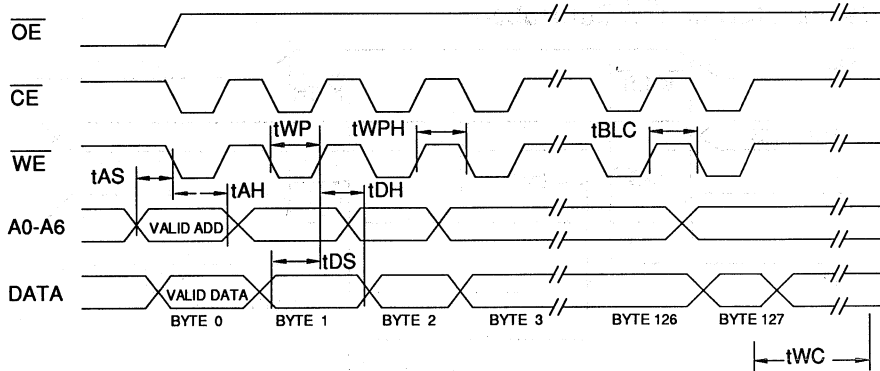 OE
CE
tWP tWPH tBLC
WE
tAS
tAH tDH
A0-A6 VALID ADD
tDS
DATA VALID DATA
BYTE 0 BYTE 1 BYTE 2 BYTE 3 BYTE 126 BYTE 127
tWC